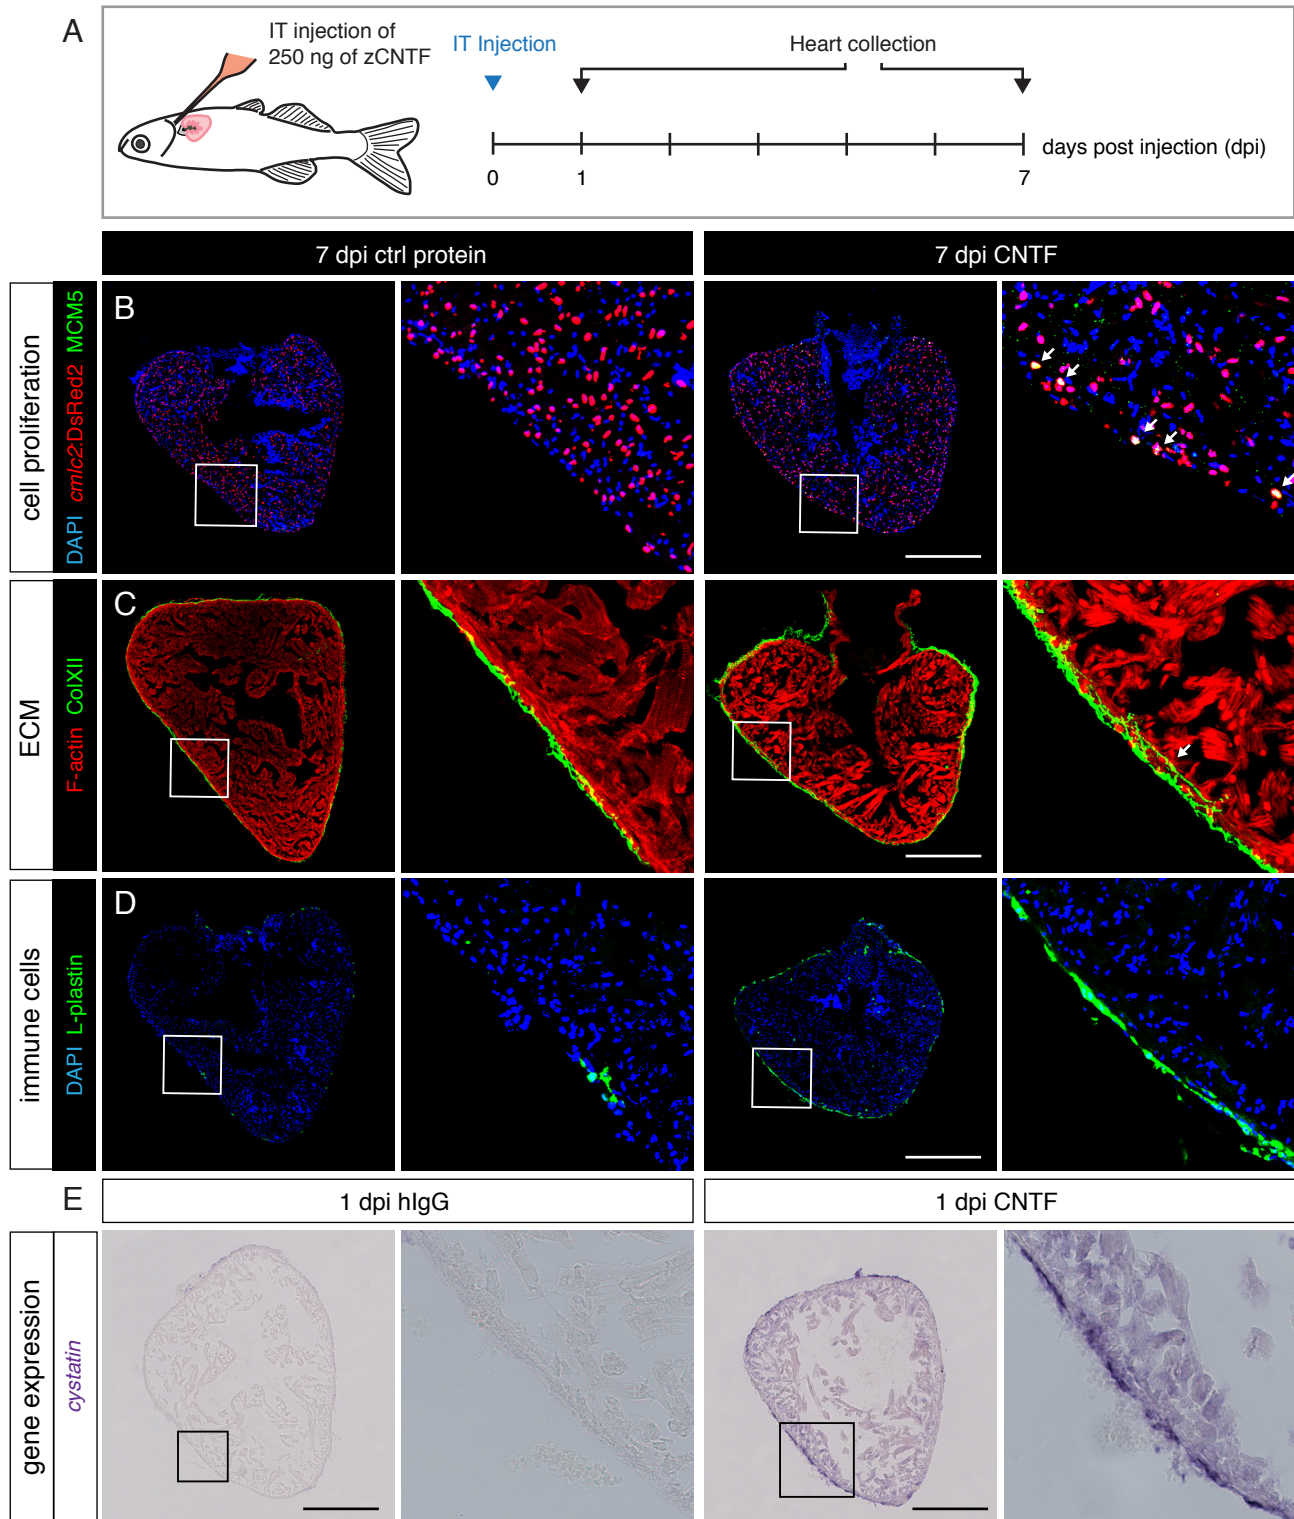 A
IT injection of
250 ng of zCNTF
IT Injection
Heart collection
0
1
7
days post injection (dpi)
7 dpi ctrl protein
7 dpi CNTF
cell proliferation
DAPI cmlc2:DsRed2 MCM5
B
ECM
F-actin ColXII
C
immune cells
DAPI L-plastin
D
E
1 dpi hIgG
1 dpi CNTF
gene expression
cystatin